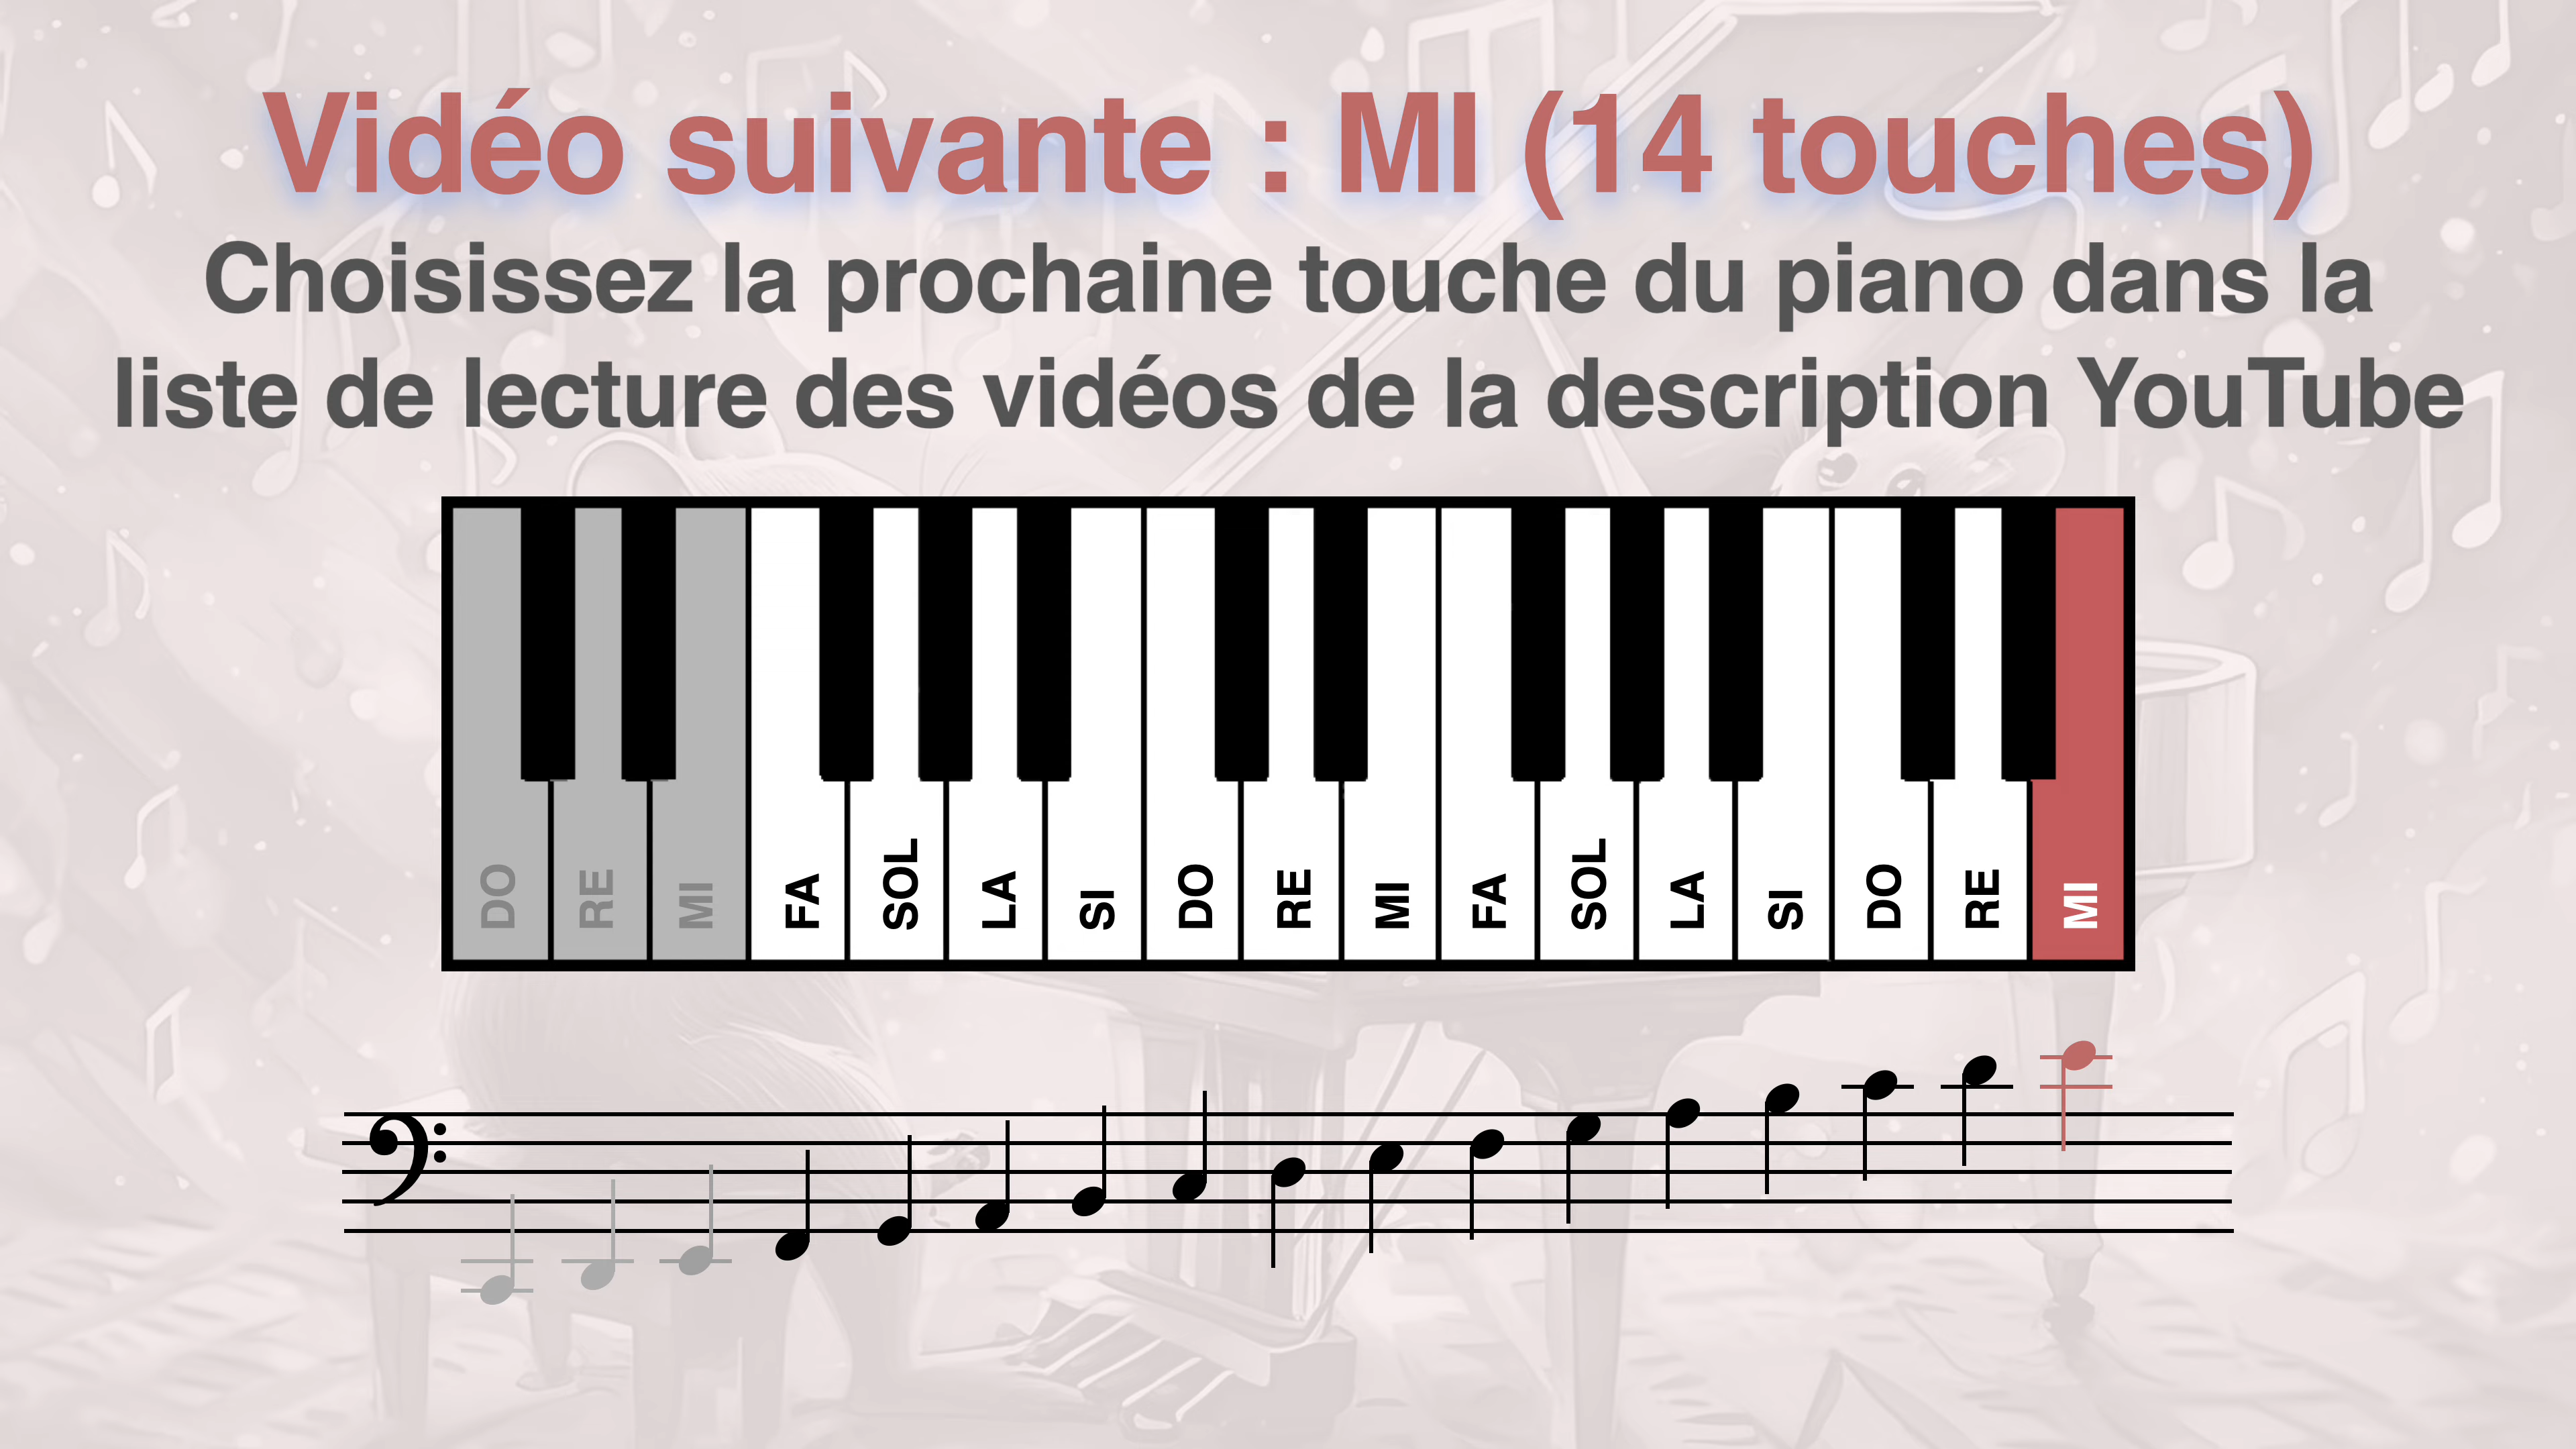 Vidéo suivante : MI (14 touches)
Choisissez la prochaine touche du piano dans la
liste de lecture des vidéos de la description YouTube
DO RE MI FA SOL LA SI DO RE MI FA SOL LA SI DO RE MI